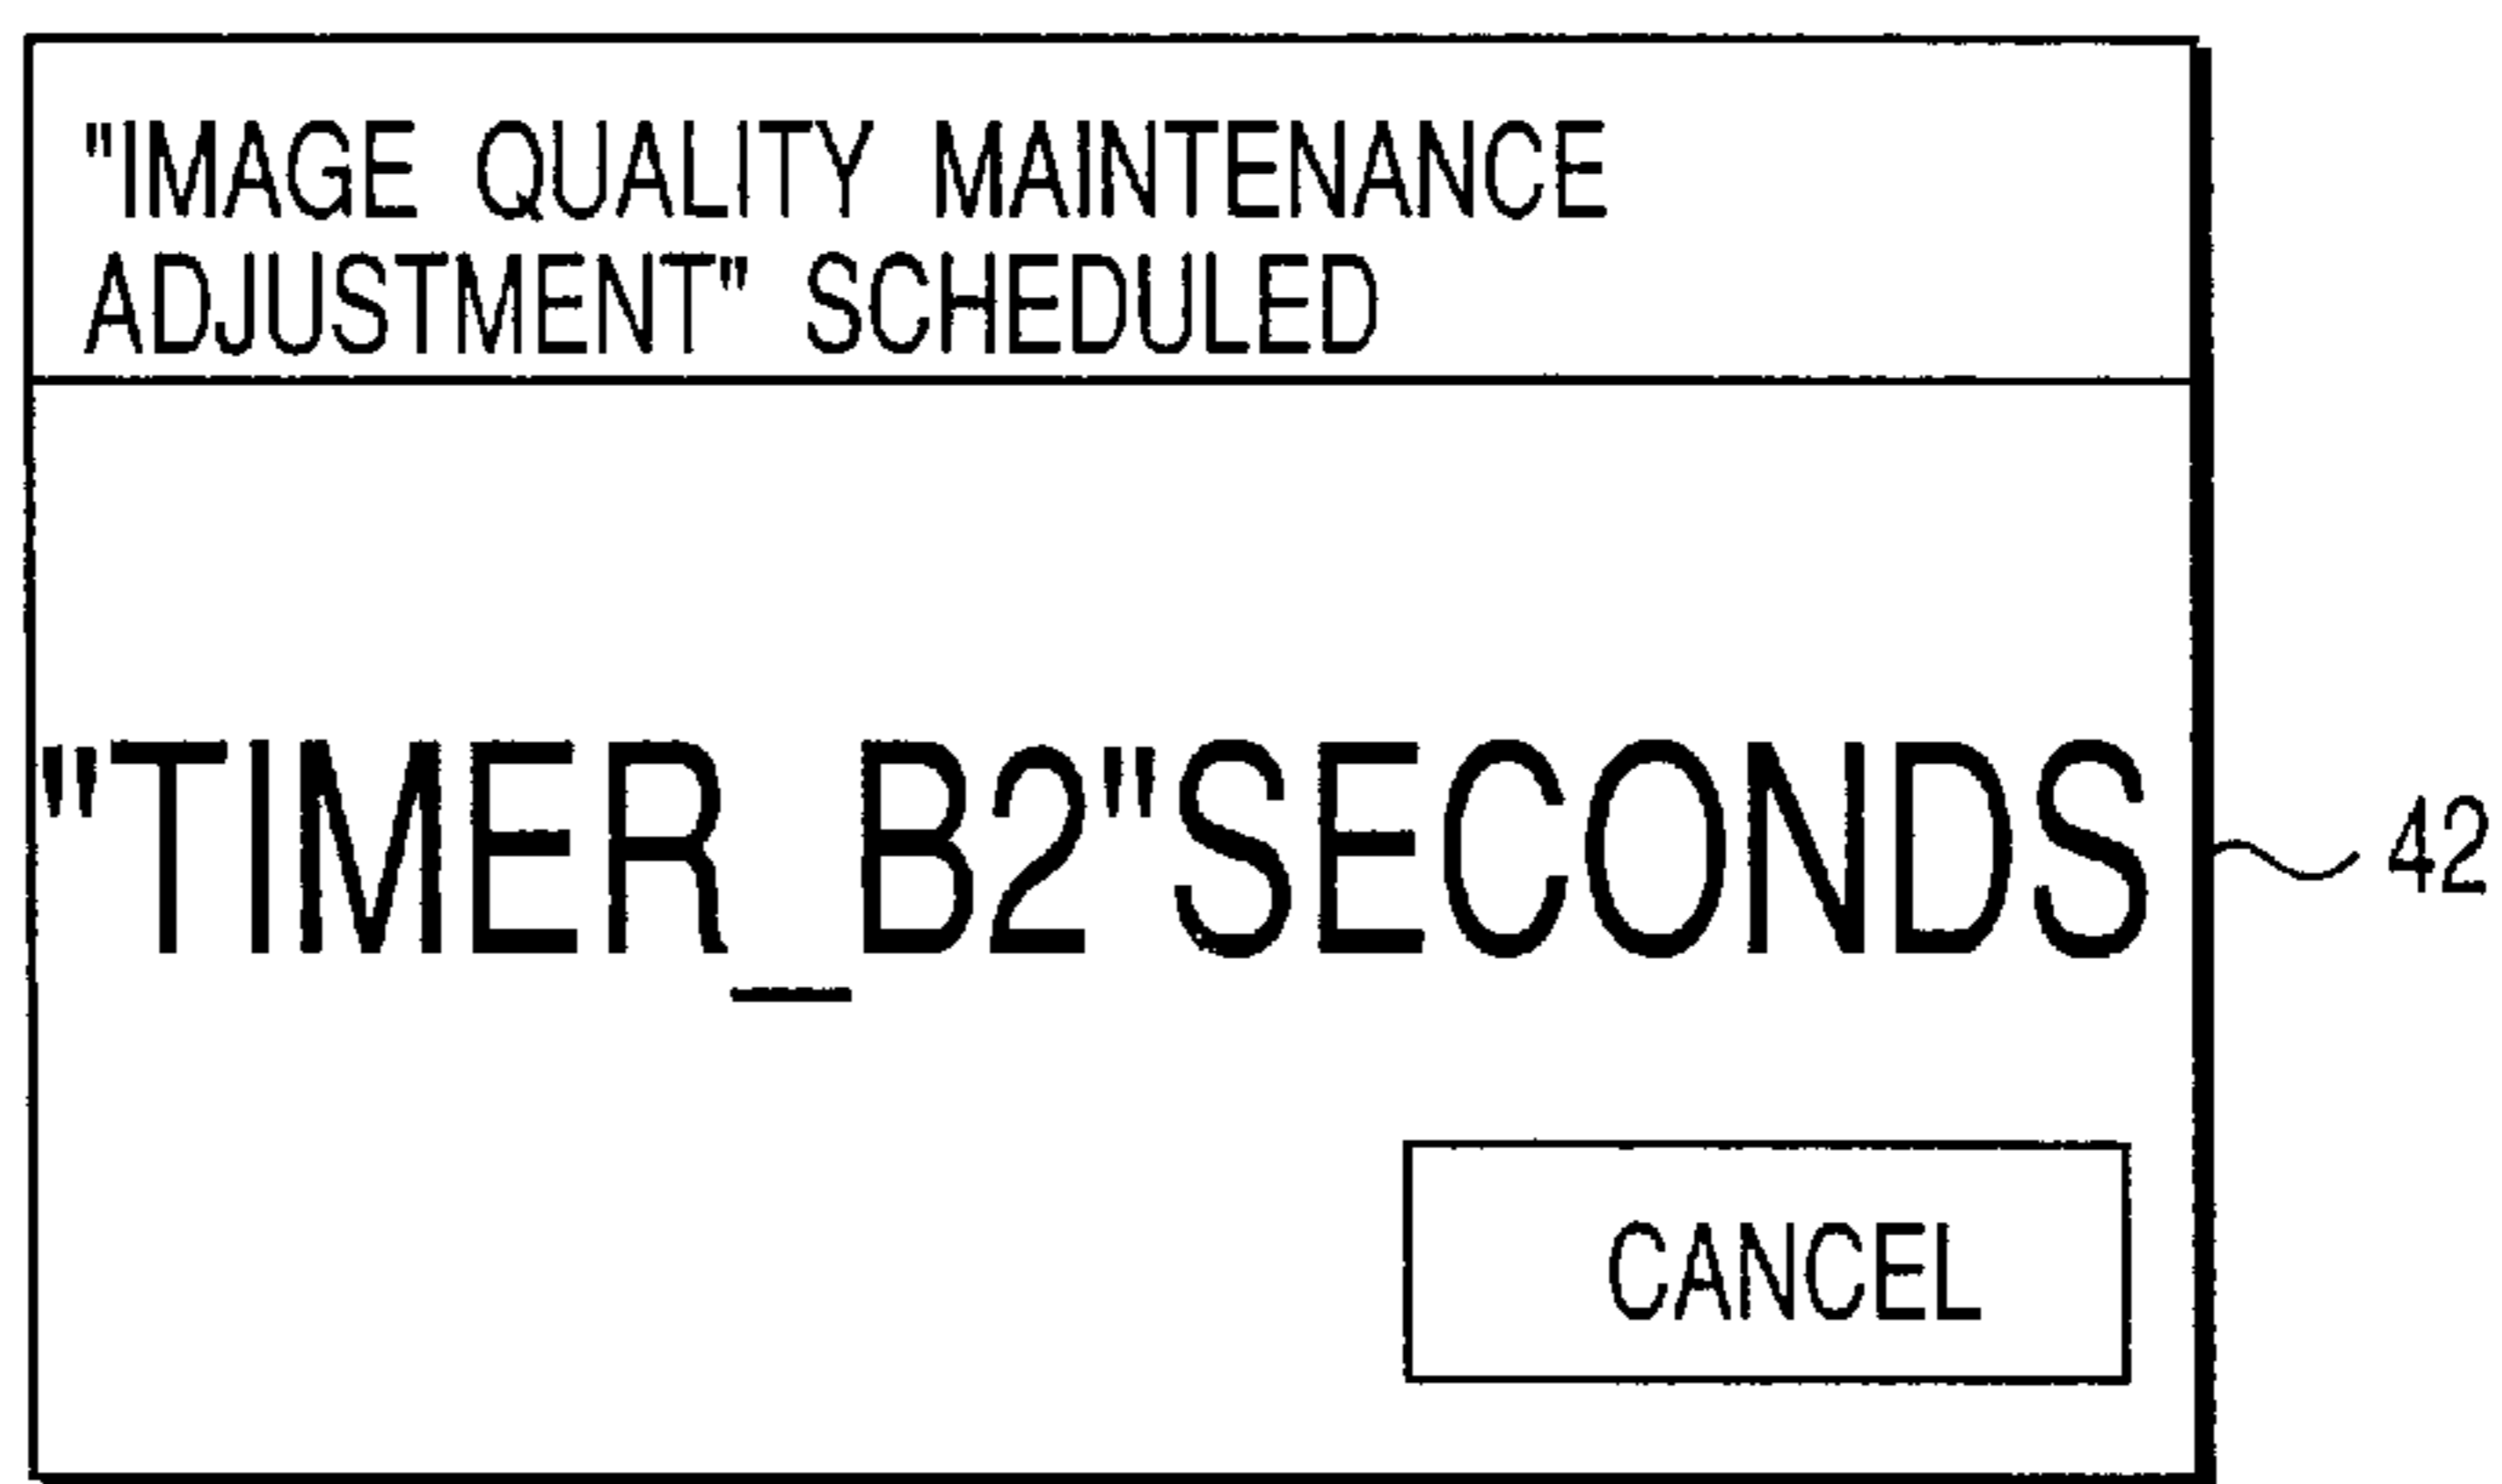 "IMAGE QUALITY MAINTENANCE
ADJUSTMENT" SCHEDULED
"TIMER_B2"SECONDS
42
CANCEL